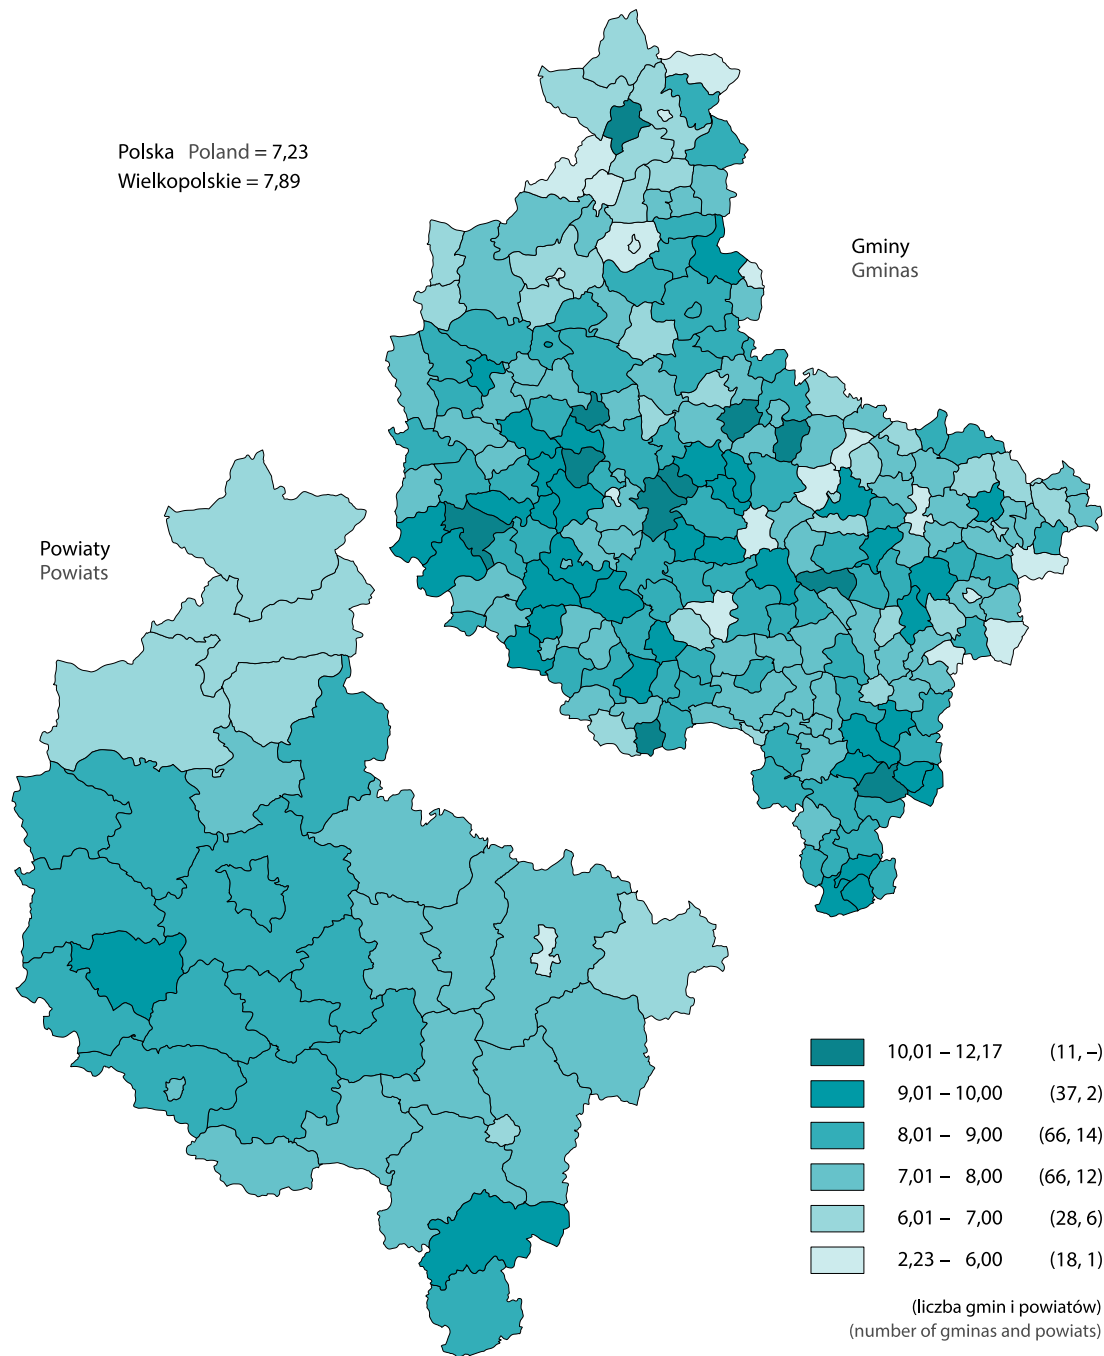 Polska Poland = 7,23
Wielkopolskie = 7,89
Gminy
Gminas
Powiaty
Powiats
10,01 – 12,17 (11, –)
9,01 – 10,00 (37, 2)
8,01 – 9,00 (66, 14)
7,01 – 8,00 (66, 12)
6,01 – 7,00 (28, 6)
2,23 – 6,00 (18, 1)
(liczba gmin i powiatów)
(number of gminas and powiats)